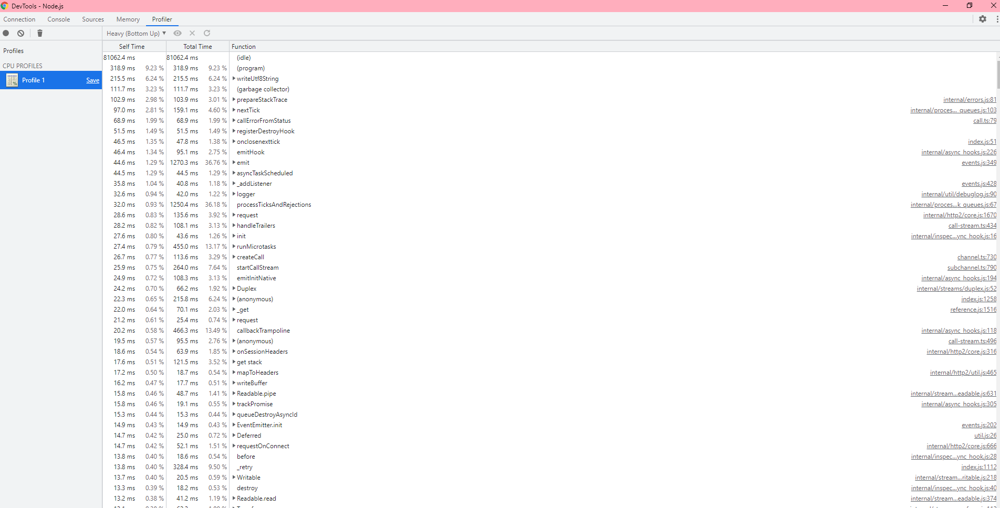 DevTools - Node.js
Connection Console Sources Memory Profiler
Heavy (Bottom Up) ▼
Profiles
CPU PROFILES
Profile 1 Save
Self Time Total Time Function
81062.4 ms 81062.4 ms (idle)
318.9 ms 9.23 % 318.9 ms 9.23 % (program)
215.5 ms 6.24 % 215.5 ms 6.24 % writeUtf8String
111.7 ms 3.23 % 111.7 ms 3.23 % (garbage collector)
102.9 ms 2.98 % 103.9 ms 3.01 % prepareStackTrace internal/errors.js:81
97.0 ms 2.81 % 159.1 ms 4.60 % nextTick internal/proces... queues.js:103
68.9 ms 1.99 % 68.9 ms 1.99 % callErrorFromStatus call.ts:79
51.5 ms 1.49 % 51.5 ms 1.49 % registerDestroyHook
46.5 ms 1.35 % 47.8 ms 1.38 % onclosenexttick index.js:51
46.4 ms 1.34 % 95.1 ms 2.75 % emitHook internal/async_hooks.js:226
44.6 ms 1.29 % 1270.3 ms 36.76 % emit events.js:349
44.5 ms 1.29 % 44.5 ms 1.29 % asyncTaskScheduled
35.8 ms 1.04 % 40.8 ms 1.18 % _addListener events.js:428
32.6 ms 0.94 % 42.0 ms 1.22 % logger internal/util/debuglog.js:90
32.0 ms 0.93 % 1250.4 ms 36.18 % processTicksAndRejections internal/proces...k_queues.js:67
28.6 ms 0.83 % 135.6 ms 3.92 % request internal/http2/core.js:1670
28.2 ms 0.82 % 108.1 ms 3.13 % handleTrailers call-stream.ts:434
27.6 ms 0.80 % 43.6 ms 1.26 % init internal/inspec...ync_hook.js:16
27.4 ms 0.79 % 455.0 ms 13.17 % runMicrotasks
26.7 ms 0.77 % 113.6 ms 3.29 % createCall channel.ts:730
25.9 ms 0.75 % 264.0 ms 7.64 % startCallStream subchannel.ts:790
24.9 ms 0.72 % 108.3 ms 3.13 % emitInitNative internal/async_hooks.js:194
24.2 ms 0.70 % 66.2 ms 1.92 % Duplex internal/streams/duplex.js:52
22.3 ms 0.65 % 215.8 ms 6.24 % (anonymous) index.js:1258
22.0 ms 0.64 % 70.1 ms 2.03 % _get reference.js:1516
21.2 ms 0.61 % 25.4 ms 0.74 % request
20.2 ms 0.58 % 466.3 ms 13.49 % callbackTrampoline internal/async_hooks.js:118
19.5 ms 0.57 % 95.5 ms 2.76 % (anonymous) call-stream.ts:496
18.6 ms 0.54 % 63.9 ms 1.85 % onSessionHeaders internal/http2/core.js:316
17.6 ms 0.51 % 121.5 ms 3.52 % get stack
17.2 ms 0.50 % 18.7 ms 0.54 % mapToHeaders internal/http2/util.js:465
16.2 ms 0.47 % 17.7 ms 0.51 % writeBuffer
15.8 ms 0.46 % 48.7 ms 1.41 % Readable.pipe internal/stream...eadable.js:631
15.8 ms 0.46 % 19.1 ms 0.55 % trackPromise internal/async_hooks.js:305
15.3 ms 0.44 % 15.3 ms 0.44 % queueDestroyAsyncId
14.9 ms 0.43 % 14.9 ms 0.43 % EventEmitter.init events.js:202
14.7 ms 0.42 % 25.0 ms 0.72 % Deferred util.js:26
14.7 ms 0.42 % 52.1 ms 1.51 % requestOnConnect internal/http2/core.js:666
13.8 ms 0.40 % 18.6 ms 0.54 % before internal/inspec...ync_hook.js:28
13.8 ms 0.40 % 328.4 ms 9.50 % _retry index.js:1112
13.7 ms 0.40 % 20.5 ms 0.59 % Writable internal/stream...ritable.js:218
13.3 ms 0.39 % 18.2 ms 0.53 % destroy internal/inspec...ync_hook.js:40
13.2 ms 0.38 % 41.2 ms 1.19 % Readable.read internal/stream...eadable.js:374